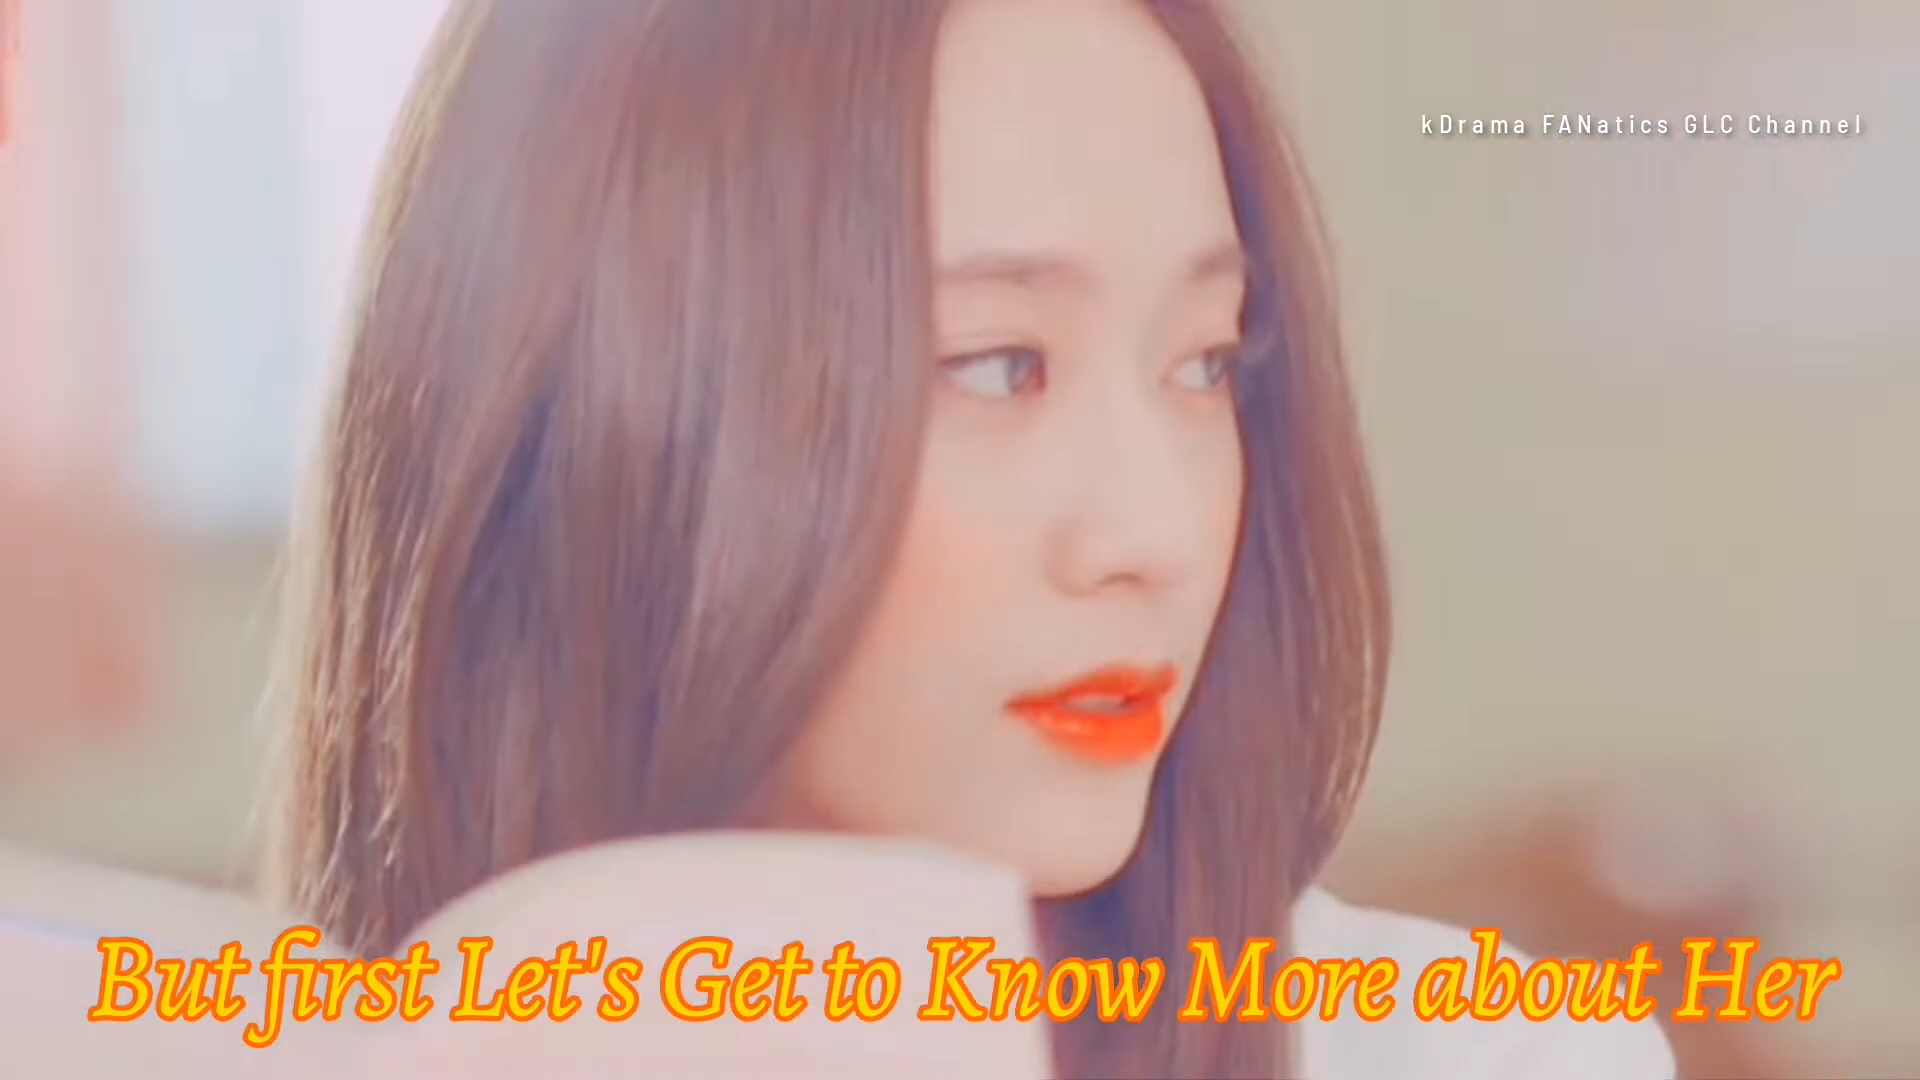 kDrama FANatics GLC Channel
But first Let's Get to Know More about Her